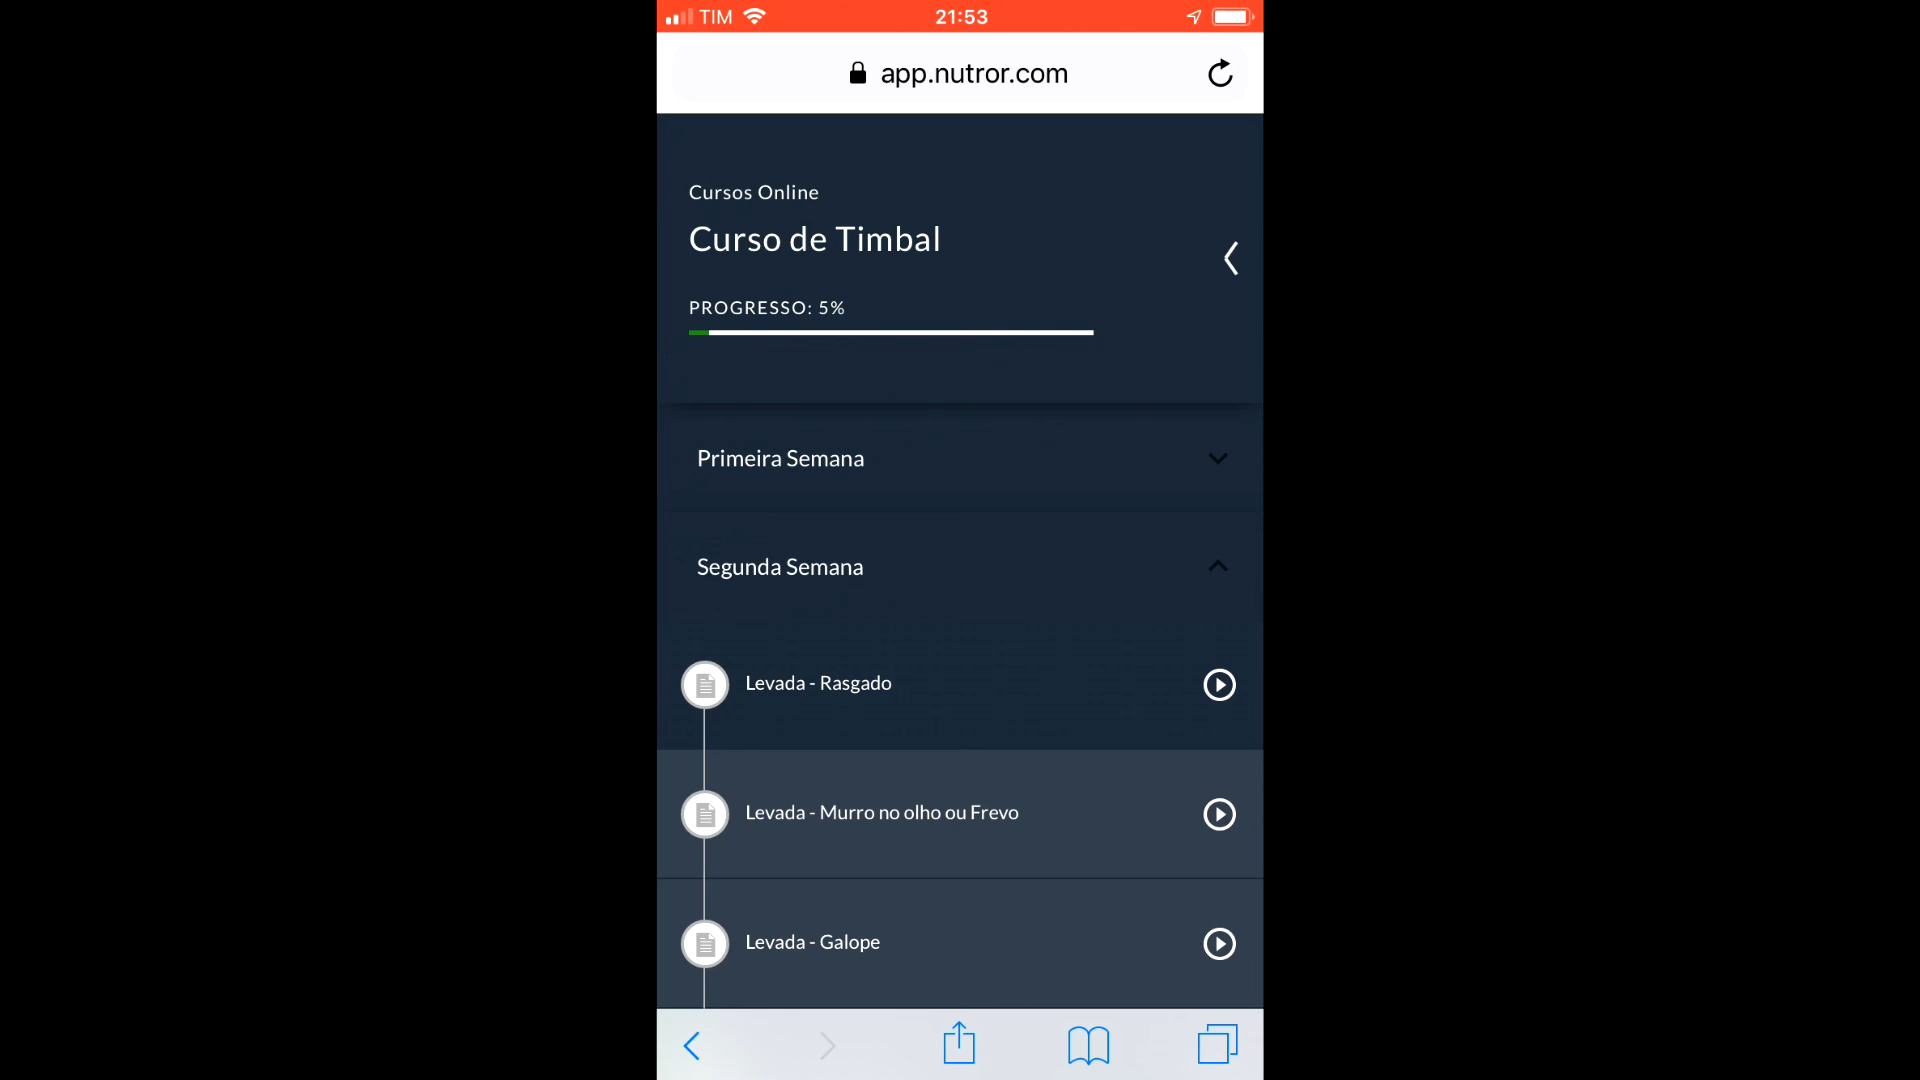 TIM
21:53
app.nutror.com
Cursos Online
Curso de Timbal
PROGRESSO: 5%
Primeira Semana
Segunda Semana
Levada - Rasgado
Levada - Murro no olho ou Frevo
Levada - Galope